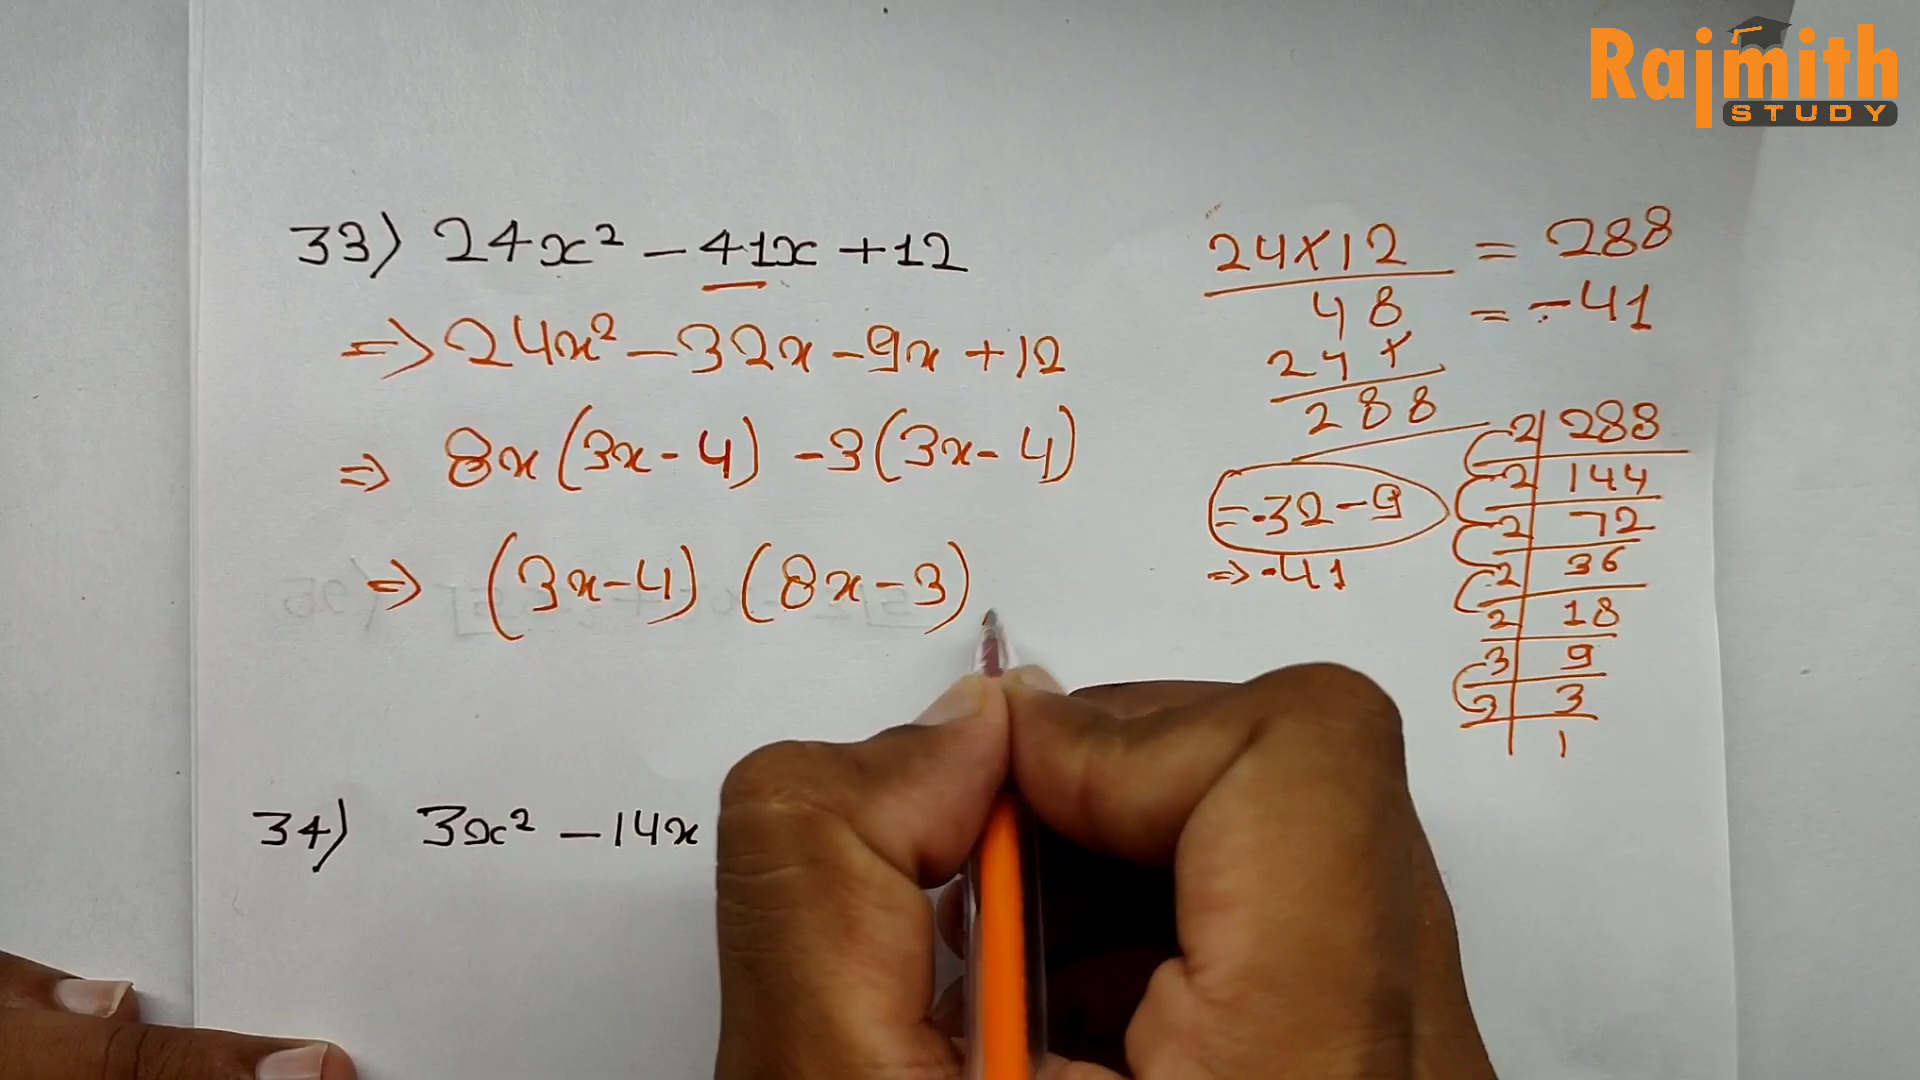 Rajmith
STUDY
33) 24x² - 41x + 12
⇒ 24x² - 32x - 9x + 12
⇒ 8x (3x - 4) - 3 (3x - 4)
⇒ (3x - 4) (8x - 3)
34) 3x² - 14x
24 × 12 = 288
48 = - 41
24 ×
288
= -32 - 9
⇒ -41
2 | 288
2 | 144
2 | 72
2 | 36
2 | 18
3 | 9
3 | 3
1